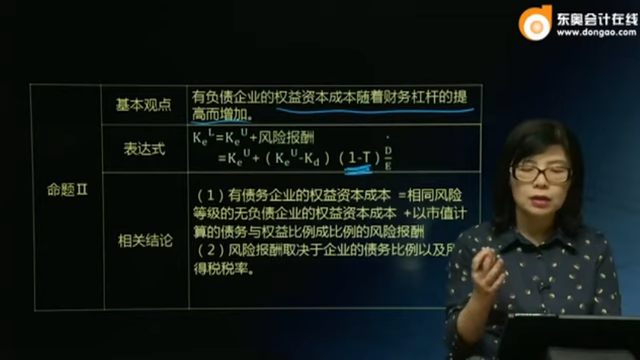 东奥会计在线
www.dongao.com
基本观点
有负债企业的权益资本成本随着财务杠杆的提
高而增加。
表达式
Kₑᴸ=Kₑᵁ+风险报酬
=Kₑᵁ+（Kₑᵁ-K_d）（1-T）D/E
命题Ⅱ
相关结论
（1）有债务企业的权益资本成本 =相同风险
等级的无负债企业的权益资本成本 +以市值计
算的债务与权益比例成比例的风险报酬
（2）风险报酬取决于企业的债务比例以及所
得税税率。